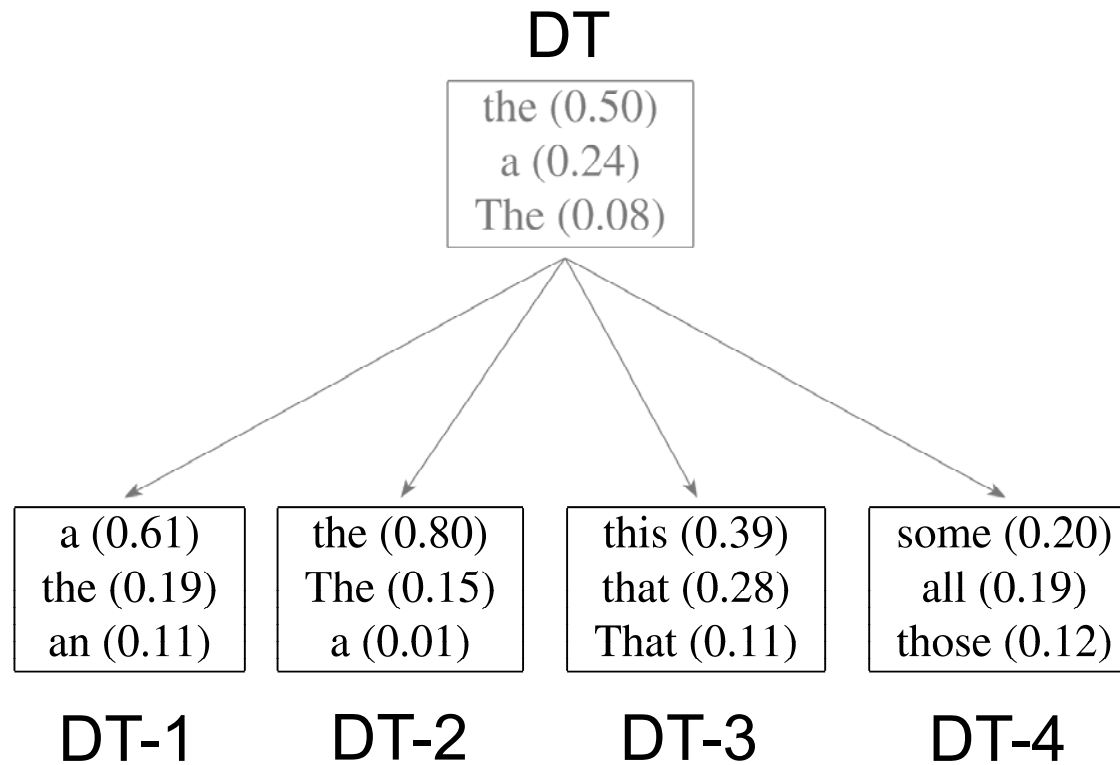 DT
the (0.50)
a (0.24)
The (0.08)
a (0.61)
the (0.19)
an (0.11)
DT-1
the (0.80)
The (0.15)
a (0.01)
DT-2
this (0.39)
that (0.28)
That (0.11)
DT-3
some (0.20)
all (0.19)
those (0.12)
DT-4